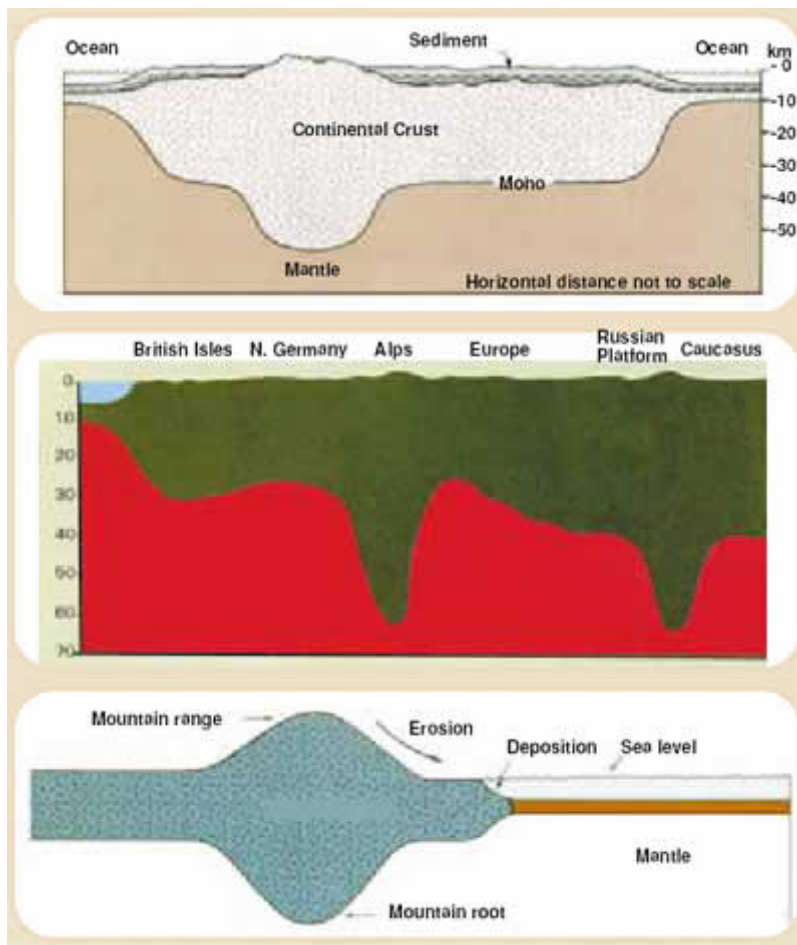 Ocean
Sediment
Ocean
km
- 0
-10
-20
-30
-40
-50
Continental Crust
Moho
Mantle
Horizontal distance not to scale
British Isles
N. Germany
Alps
Europe
Russian
Platform
Caucasus
0
10
20
30
40
50
60
70
Mountain range
Erosion
Deposition
Sea level
Mantle
Mountain root